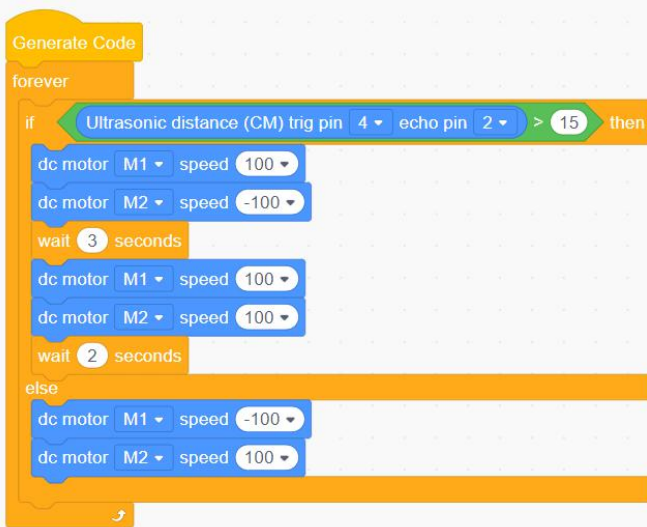 Generate Code
forever
if Ultrasonic distance (CM) trig pin 4 echo pin 2 > 15 then
dc motor M1 speed 100
dc motor M2 speed -100
wait 3 seconds
dc motor M1 speed 100
dc motor M2 speed 100
wait 2 seconds
else
dc motor M1 speed -100
dc motor M2 speed 100